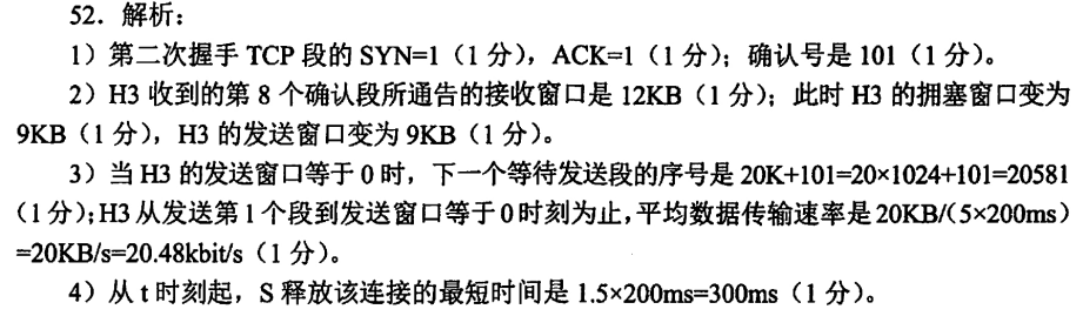 52．解析：
1）第二次握手 TCP 段的 SYN=1（1 分），ACK=1（1 分）；确认号是 101（1 分）。
2）H3 收到的第 8 个确认段所通告的接收窗口是 12KB（1 分）；此时 H3 的拥塞窗口变为
9KB（1 分），H3 的发送窗口变为 9KB（1 分）。
3）当 H3 的发送窗口等于 0 时，下一个等待发送段的序号是 20K+101=20×1024+101=20581
（1 分）；H3 从发送第 1 个段到发送窗口等于 0 时刻为止，平均数据传输速率是 20KB/(5×200ms）
=20KB/s=20.48kbit/s（1 分）。
4）从 t 时刻起，S 释放该连接的最短时间是 1.5×200ms=300ms（1 分）。